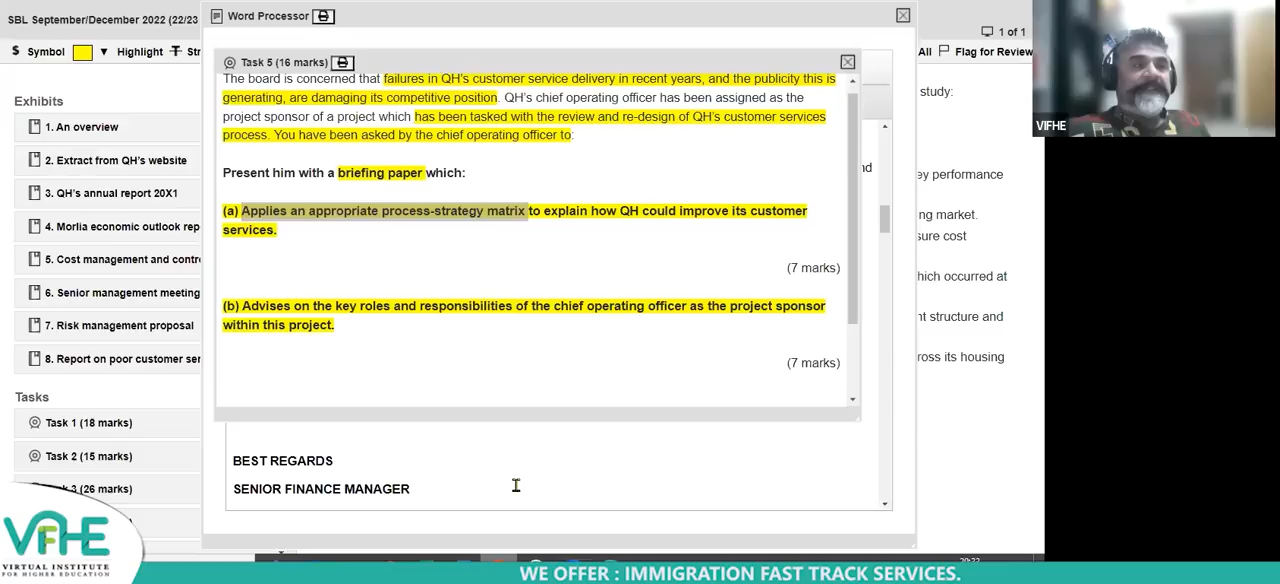 SBL September/December 2022 (22/23
Word Processor
1 of 1
$ Symbol
Highlight
T Str
All
Flag for Review
Task 5 (16 marks)
The board is concerned that failures in QH's customer service delivery in recent years, and the publicity this is
generating, are damaging its competitive position. QH's chief operating officer has been assigned as the
project sponsor of a project which has been tasked with the review and re-design of QH's customer services
process. You have been asked by the chief operating officer to:
Present him with a briefing paper which:
(a) Applies an appropriate process-strategy matrix to explain how QH could improve its customer
services.
(7 marks)
(b) Advises on the key roles and responsibilities of the chief operating officer as the project sponsor
within this project.
(7 marks)
Exhibits
1. An overview
2. Extract from QH's website
3. QH's annual report 20X1
4. Morlia economic outlook rep
5. Cost management and contr
6. Senior management meeting
7. Risk management proposal
8. Report on poor customer ser
Tasks
Task 1 (18 marks)
Task 2 (15 marks)
3 (26 marks)
study:
nd
ey performance
ng market.
sure cost
hich occurred at
nt structure and
ross its housing
BEST REGARDS
SENIOR FINANCE MANAGER
VIFHE
VFHE
VIRTUAL INSTITUTE
FOR HIGHER EDUCATION
WE OFFER : IMMIGRATION FAST TRACK SERVICES.